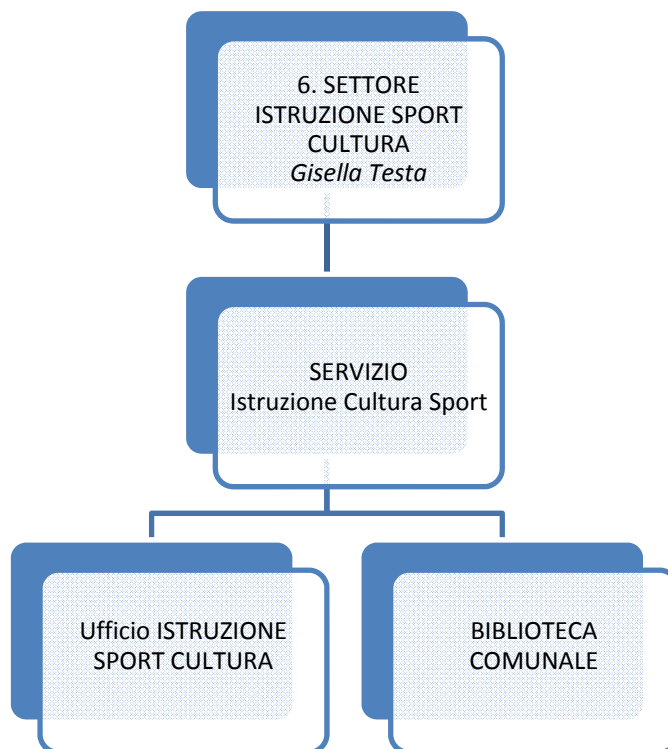 6. SETTORE
ISTRUZIONE SPORT
CULTURA
Gisella Testa
SERVIZIO
Istruzione Cultura Sport
Ufficio ISTRUZIONE
SPORT CULTURA
BIBLIOTECA
COMUNALE